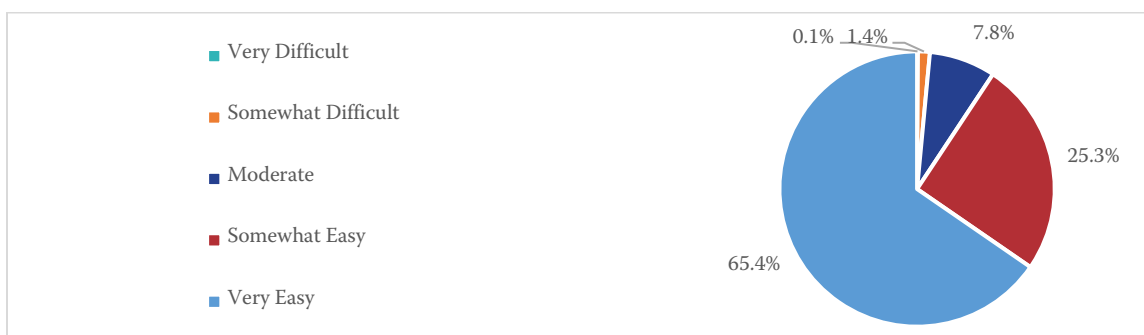 Very Difficult
Somewhat Difficult
Moderate
Somewhat Easy
Very Easy
0.1% 1.4% 7.8%
25.3%
65.4%